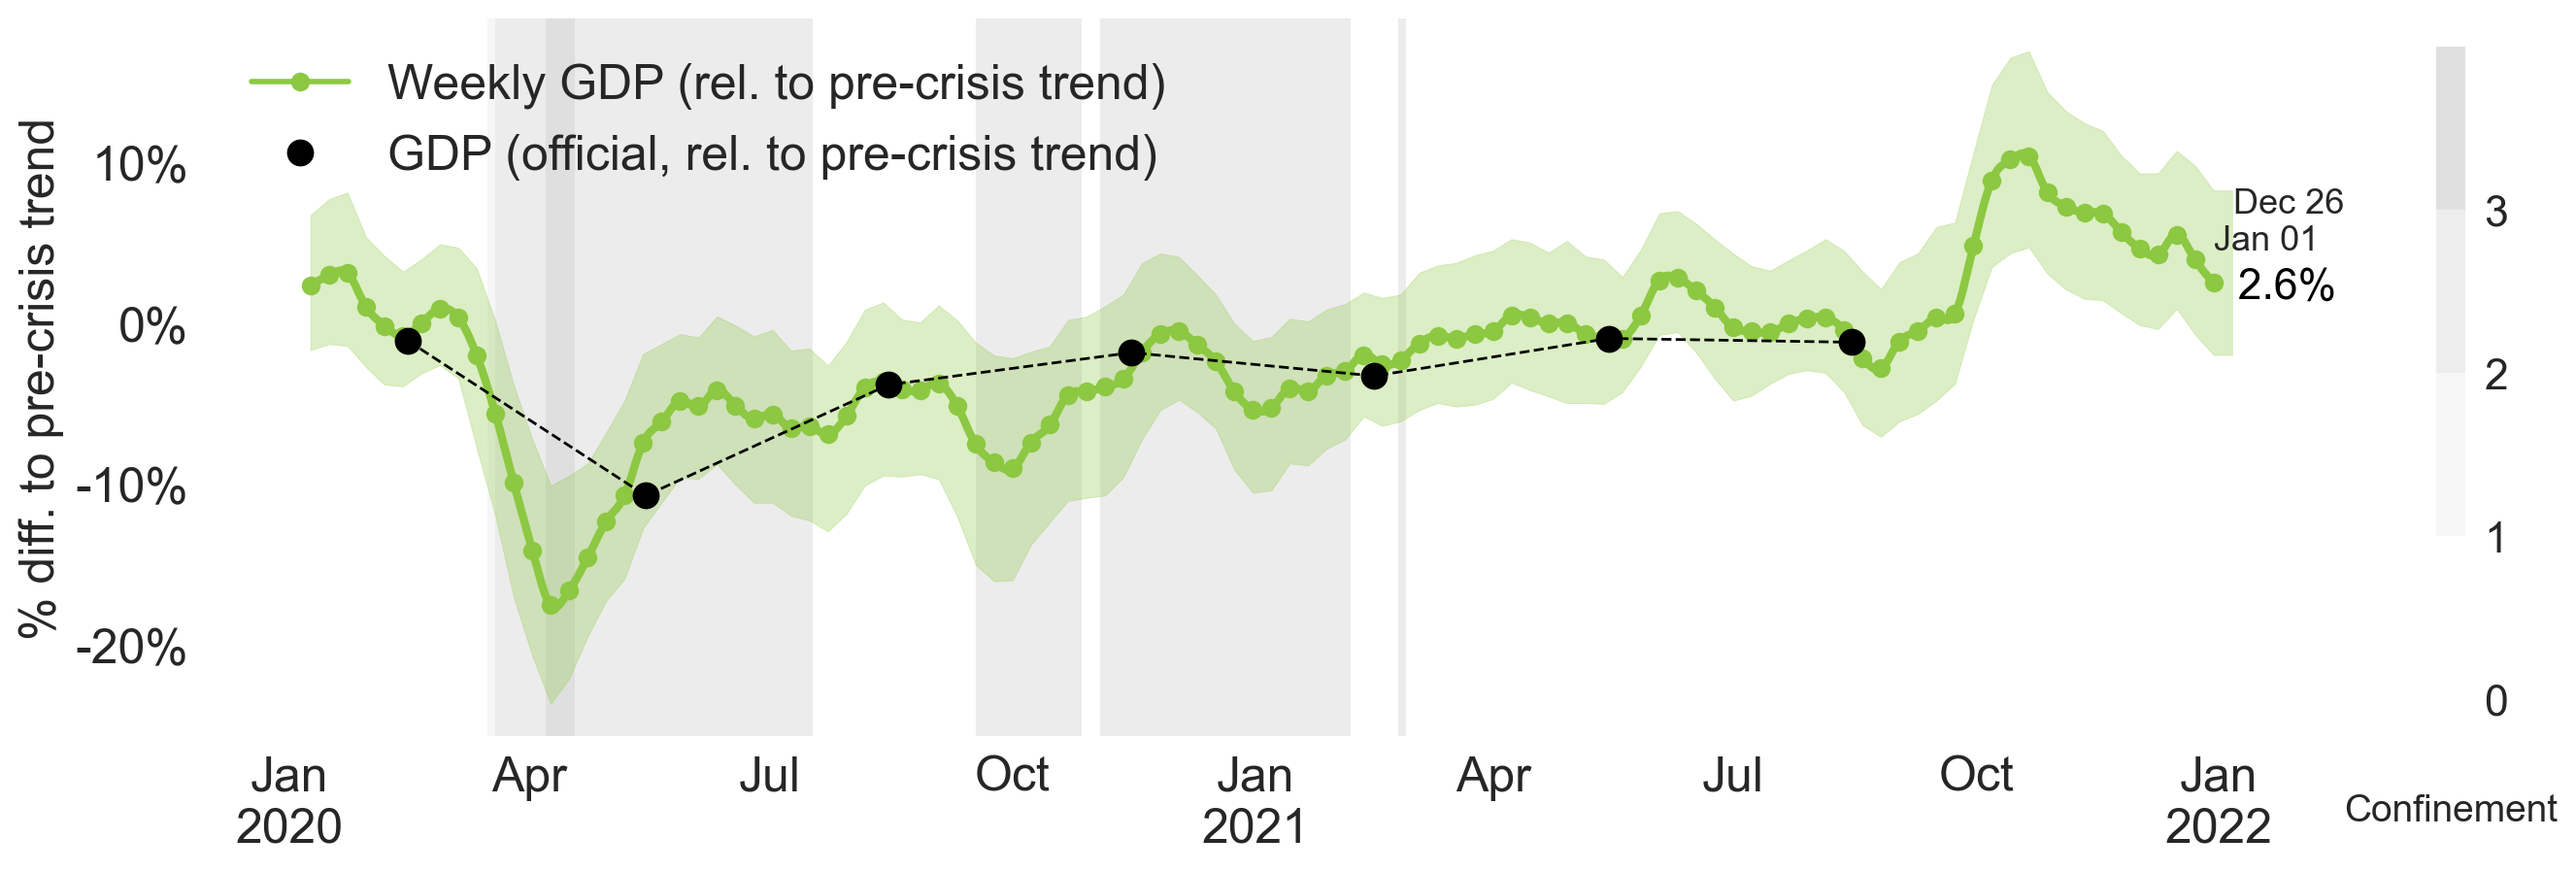 Weekly GDP (rel. to pre-crisis trend)
GDP (official, rel. to pre-crisis trend)
% diff. to pre-crisis trend
10%
0%
-10%
-20%
Dec 26
Jan 01
2.6%
3
2
1
0
Jan Apr Jul Oct Jan Apr Jul Oct Jan
2020 2021 2022
Confinement